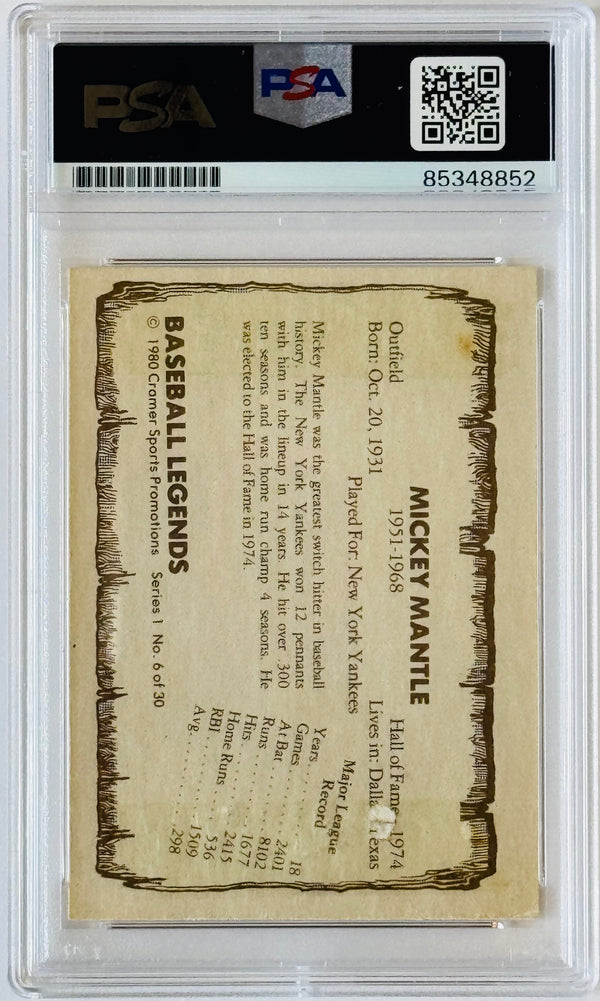 PSA
PSA
85348852
MICKEY MANTLE
1951-1968
Outfield
Hall of Fame 1974
Born: Oct. 20, 1931
Lives in: Dalla Texas
Played For: New York Yankees
Mickey Mantle was the greatest switch hitter in baseball
history. The New York Yankees won 12 pennants
with him in the lineup in 14 years. He hit over .300
ten seasons and was home run champ 4 seasons. He
was elected to the Hall of Fame in 1974.
Major League
Record
Years . . . . . . . . . . 18
Games . . . . . . . . 2401
At Bat . . . . . . . . 8102
Runs . . . . . . . . . 1677
Hits . . . . . . . . . . 2415
Home Runs . . . . . 536
RBI . . . . . . . . . . 1509
Avg. . . . . . . . . . . 298
BASEBALL LEGENDS
© 1980 Cramer Sports Promotions Series 1 No. 6 of 30